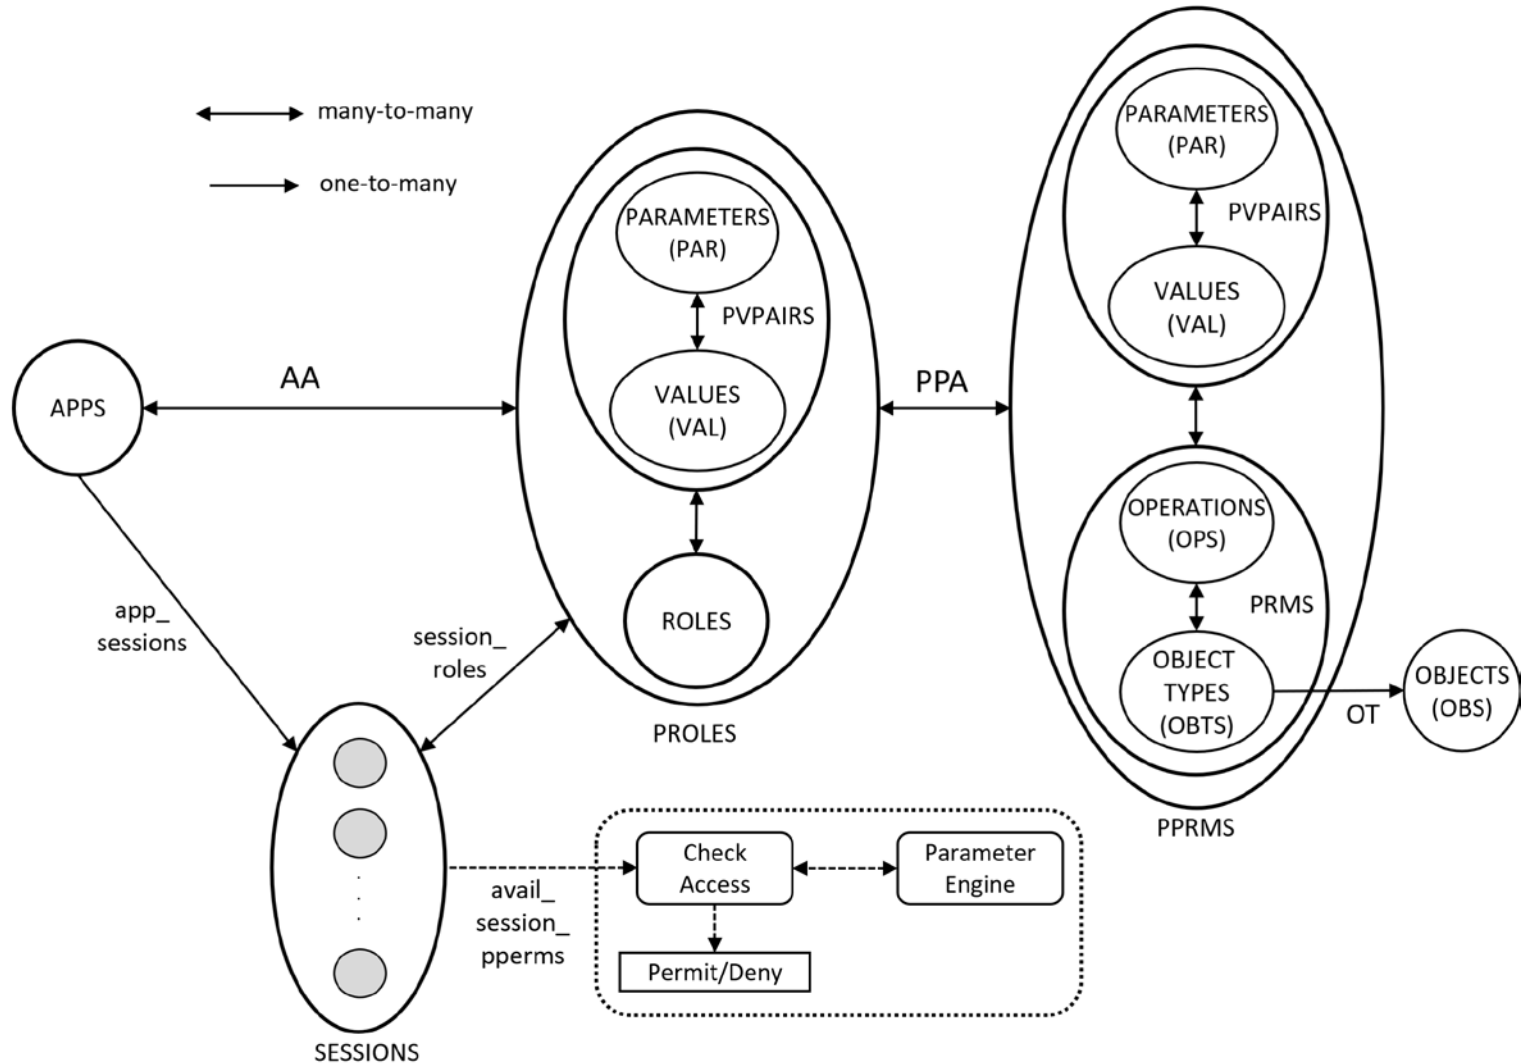 many-to-many
one-to-many
APPS
AA
app_
sessions
session_
roles
PARAMETERS
(PAR)
PVPAIRS
VALUES
(VAL)
ROLES
PROLES
PPA
PARAMETERS
(PAR)
PVPAIRS
VALUES
(VAL)
OPERATIONS
(OPS)
PRMS
OBJECT
TYPES
(OBTS)
OT
OBJECTS
(OBS)
PPRMS
SESSIONS
avail_
session_
pperms
Check
Access
Parameter
Engine
Permit/Deny